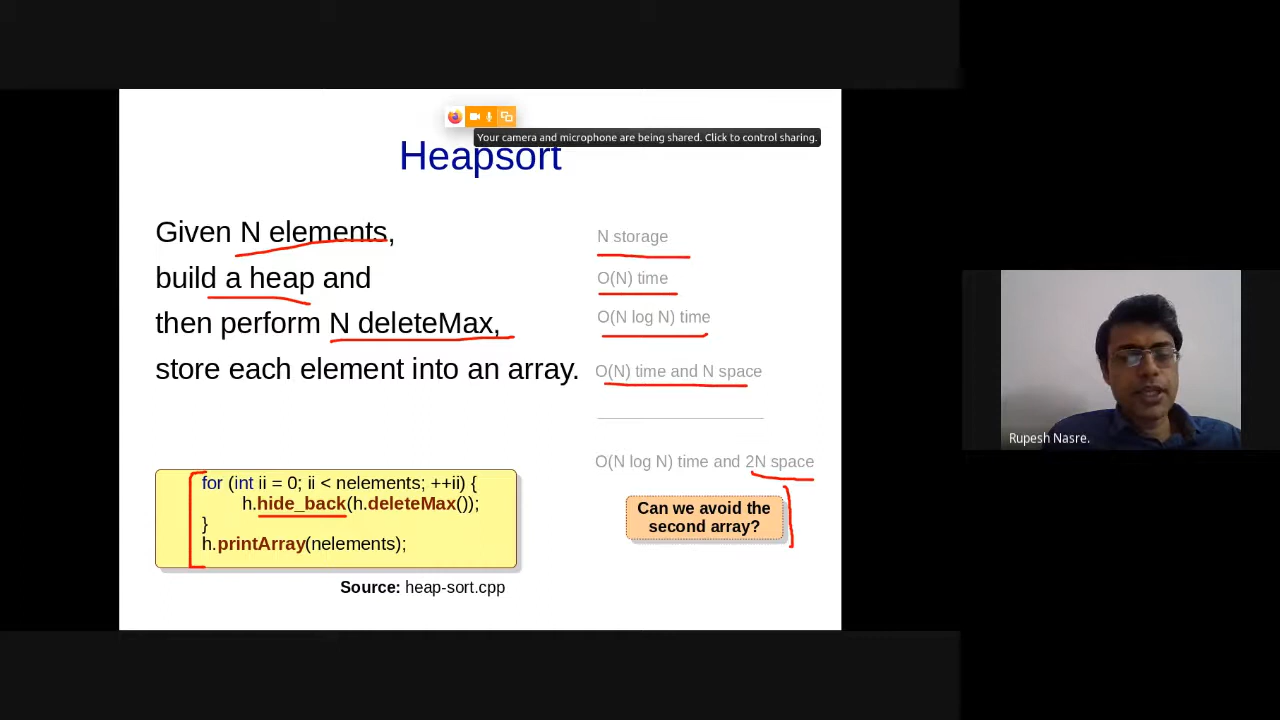 Your camera and microphone are being shared. Click to control sharing.
Heapsort
Given N elements,
N storage
build a heap and
O(N) time
then perform N deleteMax,
O(N log N) time
store each element into an array.
O(N) time and N space
O(N log N) time and 2N space
for (int ii = 0; ii < nelements; ++ii) {
h.hide_back(h.deleteMax());
}
h.printArray(nelements);
Can we avoid the
second array?
Source: heap-sort.cpp
Rupesh Nasre.